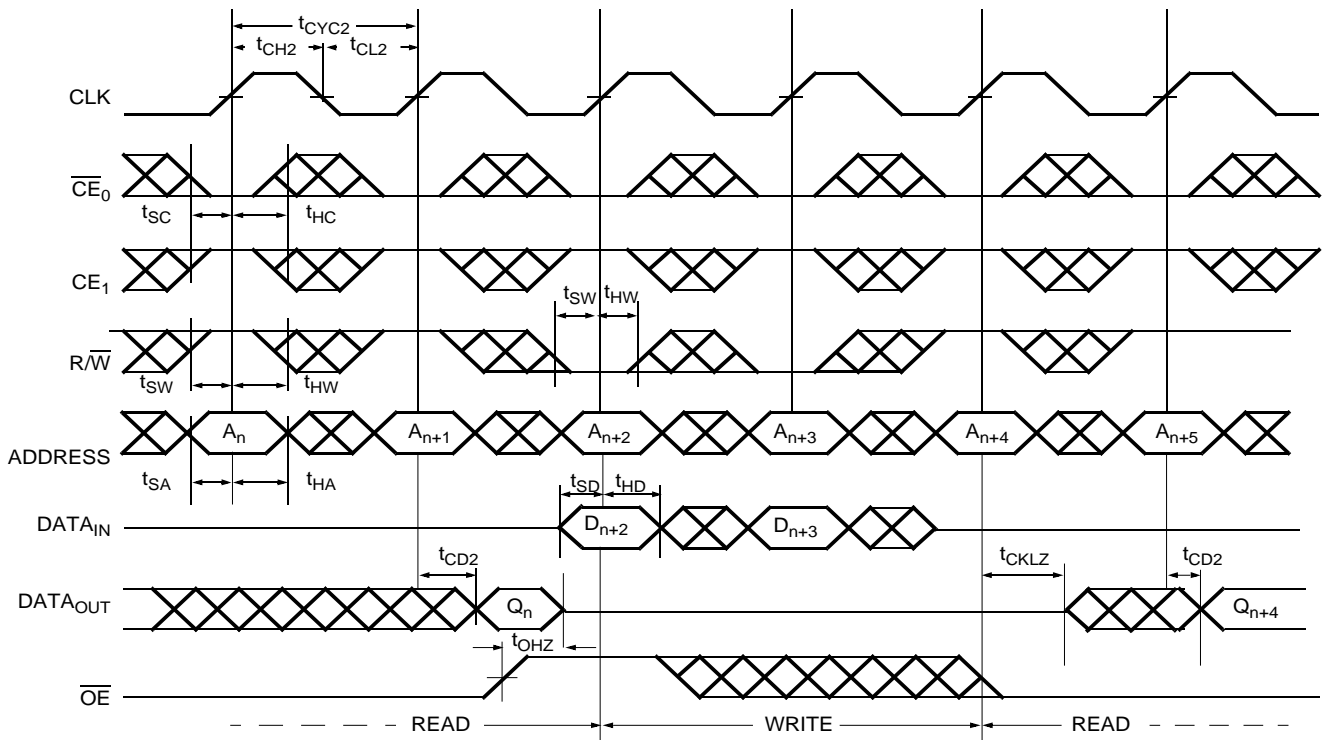 tCYC2
tCH2 tCL2
CLK
CE0
tSC tHC
CE1
tSW tHW
R/W
tSW tHW
An An+1 An+2 An+3 An+4 An+5
ADDRESS
tSA tHA
tSD tHD
DATAIN Dn+2 Dn+3
tCD2 tCKLZ tCD2
DATAOUT Qn Qn+4
tOHZ
OE
READ WRITE READ